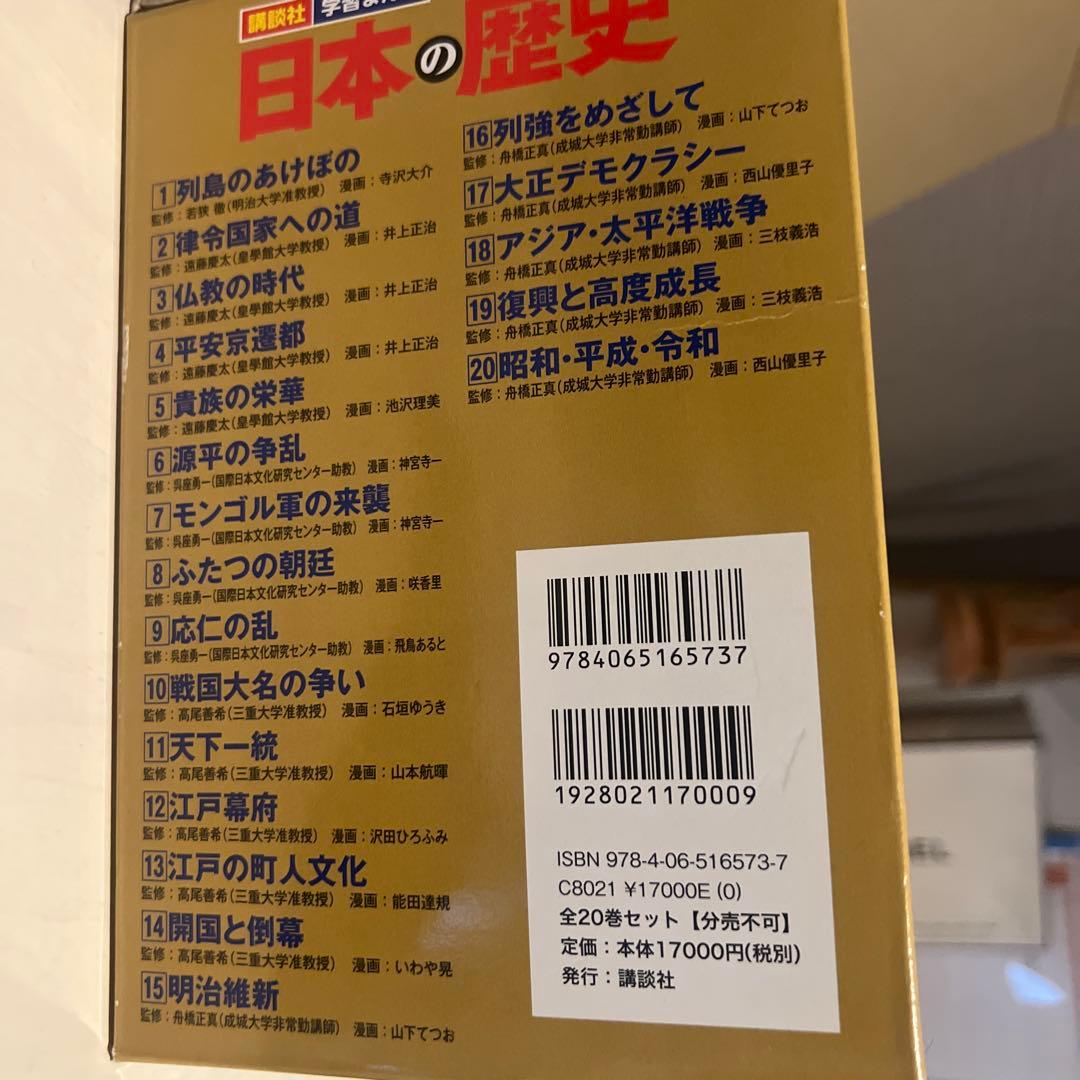 講談社 学習まん
日本の歴史
1 列島のあけぼの
監修：若狭 徹(明治大学准教授) 漫画：寺沢大介
2 律令国家への道
監修：遠藤慶太(皇學館大学教授) 漫画：井上正治
3 仏教の時代
監修：遠藤慶太(皇學館大学教授) 漫画：井上正治
4 平安京遷都
監修：遠藤慶太(皇學館大学教授) 漫画：井上正治
5 貴族の栄華
監修：遠藤慶太(皇學館大学教授) 漫画：池沢理美
6 源平の争乱
監修：呉座勇一(国際日本文化研究センター助教) 漫画：神宮寺一
7 モンゴル軍の来襲
監修：呉座勇一(国際日本文化研究センター助教) 漫画：神宮寺一
8 ふたつの朝廷
監修：呉座勇一(国際日本文化研究センター助教) 漫画：咲香里
9 応仁の乱
監修：呉座勇一(国際日本文化研究センター助教) 漫画：飛鳥あると
10 戦国大名の争い
監修：高尾善希(三重大学准教授) 漫画：石垣ゆうき
11 天下一統
監修：高尾善希(三重大学准教授) 漫画：山本航暉
12 江戸幕府
監修：高尾善希(三重大学准教授) 漫画：沢田ひろふみ
13 江戸の町人文化
監修：高尾善希(三重大学准教授) 漫画：能田達規
14 開国と倒幕
監修：高尾善希(三重大学准教授) 漫画：いわや晃
15 明治維新
監修：舟橋正真(成城大学非常勤講師) 漫画：山下てつお
16 列強をめざして
監修：舟橋正真(成城大学非常勤講師) 漫画：山下てつお
17 大正デモクラシー
監修：舟橋正真(成城大学非常勤講師) 漫画：西山優里子
18 アジア・太平洋戦争
監修：舟橋正真(成城大学非常勤講師) 漫画：三枝義浩
19 復興と高度成長
監修：舟橋正真(成城大学非常勤講師) 漫画：三枝義浩
20 昭和・平成・令和
監修：舟橋正真(成城大学非常勤講師) 漫画：西山優里子
9784065165737
1928021170009
ISBN 978-4-06-516573-7
C8021 ¥17000E (0)
全20巻セット【分売不可】
定価：本体17000円(税別)
発行：講談社